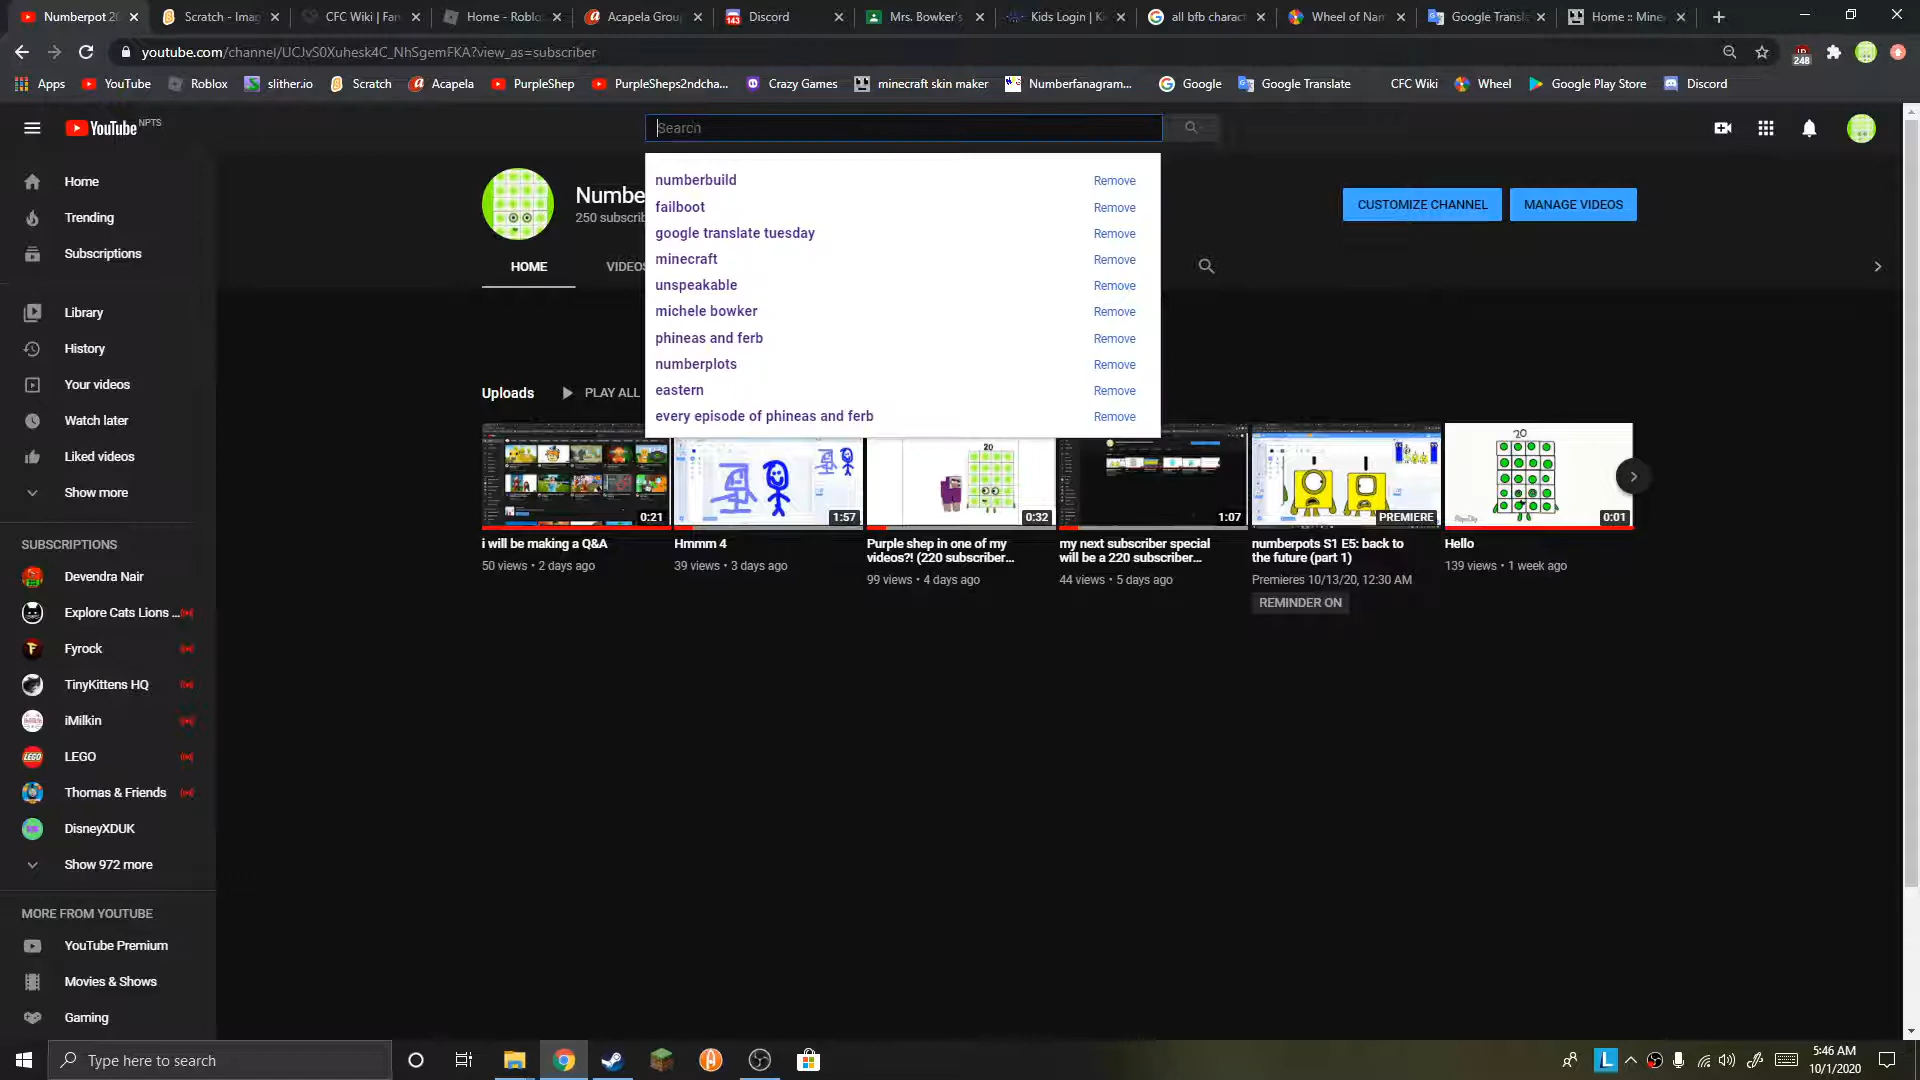 Numberpot 20
Scratch - Imag
CFC Wiki | Fan
Home - Roblo
Acapela Grou
Discord
Mrs. Bowker's
Kids Login | K
all bfb charact
Wheel of Nam
Google Transl
Home :: Mine
youtube.com/channel/UCJvS0Xuhesk4C_NhSgemFKA?view_as=subscriber
248
Apps
YouTube
Roblox
slither.io
Scratch
Acapela
PurpleShep
PurpleSheps2ndcha...
Crazy Games
minecraft skin maker
Numberfanagram...
Google
Google Translate
CFC Wiki
Wheel
Google Play Store
Discord
YouTube NPTS
Search
Home
Trending
Subscriptions
Library
History
Your videos
Watch later
Liked videos
Show more
SUBSCRIPTIONS
Devendra Nair
Explore Cats Lions ...
Fyrock
TinyKittens HQ
iMilkin
LEGO
Thomas & Friends
DisneyXDUK
Show 972 more
MORE FROM YOUTUBE
YouTube Premium
Movies & Shows
Gaming
numberbuild Remove
failboot Remove
google translate tuesday Remove
minecraft Remove
unspeakable Remove
michele bowker Remove
phineas and ferb Remove
numberplots Remove
eastern Remove
every episode of phineas and ferb Remove
Numbe
250 subscrib
CUSTOMIZE CHANNEL
MANAGE VIDEOS
HOME
VIDEOS
Uploads
PLAY ALL
0:21
1:57
20
0:32
1:07
PREMIERE
20
0:01
i will be making a Q&A
50 views • 2 days ago
Hmmm 4
39 views • 3 days ago
Purple shep in one of my
videos?! (220 subscriber...
99 views • 4 days ago
my next subscriber special
will be a 220 subscriber...
44 views • 5 days ago
numberpots S1 E5: back to
the future (part 1)
Premieres 10/13/20, 12:30 AM
REMINDER ON
Hello
139 views • 1 week ago
Type here to search
5:46 AM
10/1/2020